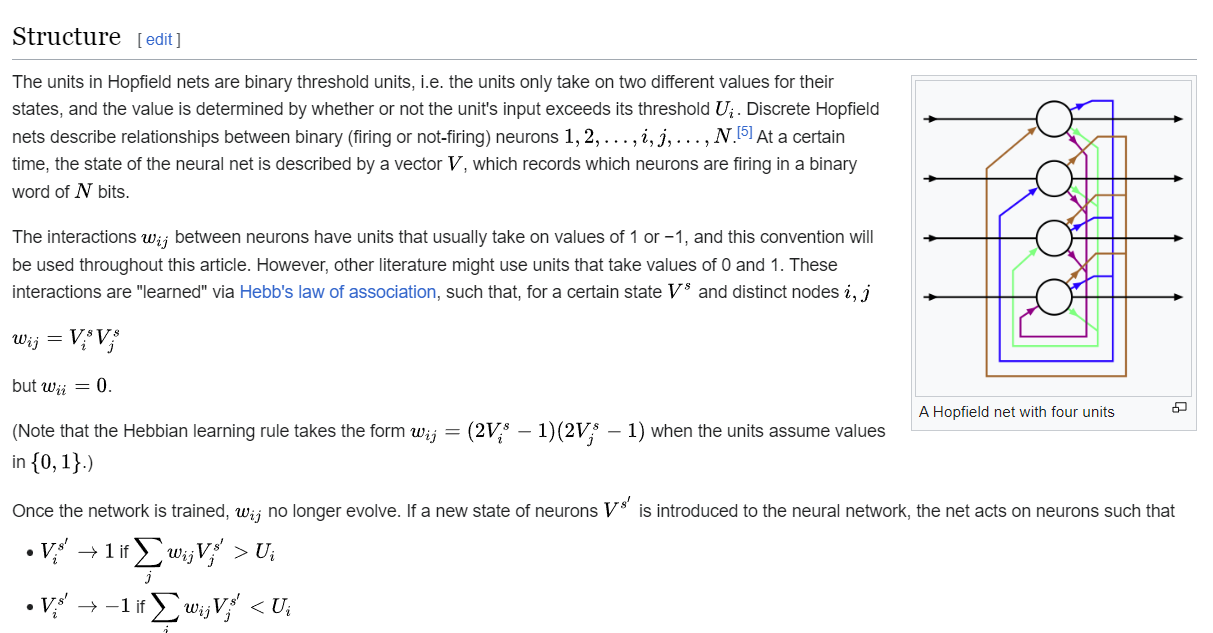 Structure [ edit ]
The units in Hopfield nets are binary threshold units, i.e. the units only take on two different values for their
states, and the value is determined by whether or not the unit's input exceeds its threshold U_i. Discrete Hopfield
nets describe relationships between binary (firing or not-firing) neurons 1, 2, . . . , i, j, . . . , N.[5] At a certain
time, the state of the neural net is described by a vector V, which records which neurons are firing in a binary
word of N bits.
The interactions w_{ij} between neurons have units that usually take on values of 1 or −1, and this convention will
be used throughout this article. However, other literature might use units that take values of 0 and 1. These
interactions are "learned" via Hebb's law of association, such that, for a certain state V^s and distinct nodes i, j
w_{ij} = V_i^s V_j^s
but w_{ii} = 0.
(Note that the Hebbian learning rule takes the form w_{ij} = (2V_i^s − 1)(2V_j^s − 1) when the units assume values
in {0, 1}.)
Once the network is trained, w_{ij} no longer evolve. If a new state of neurons V^{s'} is introduced to the neural network, the net acts on neurons such that
• V_i^{s'} → 1 if ∑_j w_{ij} V_j^{s'} > U_i
• V_i^{s'} → −1 if ∑_j w_{ij} V_j^{s'} < U_i
A Hopfield net with four units